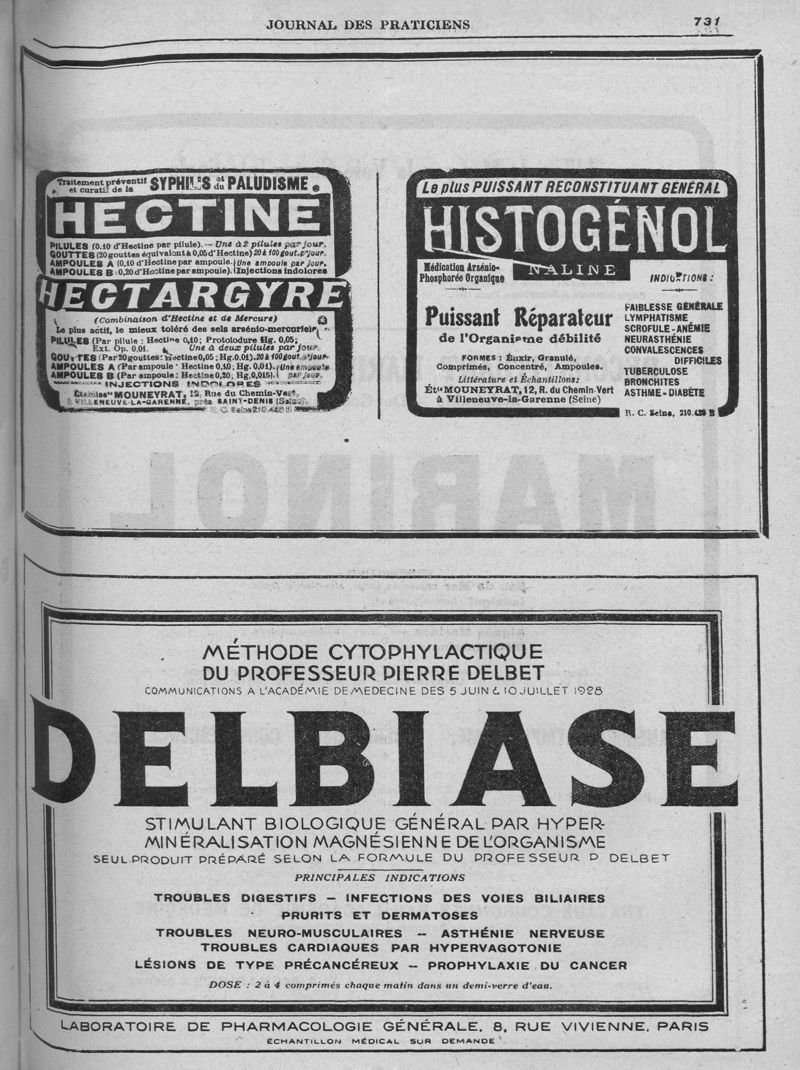 JOURNAL DES PRATICIENS
731
Traitement préventif et curatif de la SYPHILIS et du PALUDISME
HECTINE
PILULES (0.10 d'Hectine par pilule). — Une à 2 pilules par jour.
GOUTTES (20 gouttes équivalent à 0,05 d'Hectine) 20 à 100 gout. p' jour.
AMPOULES A (0,10 d'Hectine par ampoule. Une ampoule par jour.
AMPOULES B (0,20 d'Hectine par ampoule). Injections indolores
HECTARGYRE
(Combinaison d'Hectine et de Mercure)
Le plus actif, le mieux toléré des sels arsénio-mercuriels
PILULES (Par pilule : Hectine 0,10; Protoiodure Hg. 0,05;
Ext. Op. 0,01. Une à deux pilules par jour.
GOUTTES (Par 20 gouttes: Hectine 0,05; Hg. 0,01). 20 à 100 gout. p' jour
AMPOULES A (Par ampoule · Hectine 0,10; Hg. 0,01). Une ampoule
AMPOULES B (Par ampoule : Hectine 0,20; Hg. 0,015). par jour.
INJECTIONS INDOLORES
Établiss'ts MOUNEYRAT, 12, Rue du Chemin-Vert,
à VILLENEUVE-LA-GARENNE, près SAINT-DENIS (Seine)
Le plus PUISSANT RECONSTITUANT GÉNÉRAL
HISTOGÉNOL
Médication Arsénio-
Phosphorée Organique
NALINE
Puissant Réparateur
de l'Organisme débilité
FORMES : Élixir, Granulé,
Comprimés, Concentré, Ampoules.
Littérature et Échantillons:
Éts MOUNEYRAT, 12, R. du Chemin-Vert
à Villeneuve-la-Garenne (Seine)
INDICATIONS :
FAIBLESSE GÉNÉRALE
LYMPHATISME
SCROFULE - ANÉMIE
NEURASTHÉNIE
CONVALESCENCES
DIFFICILES
TUBERCULOSE
BRONCHITES
ASTHME - DIABÈTE
R. C. Seine, 210.439 B
MÉTHODE CYTOPHYLACTIQUE
DU PROFESSEUR PIERRE DELBET
COMMUNICATIONS A L'ACADÉMIE DE MEDECINE DES 5 JUIN & 10 JUILLET 1928
DELBIASE
STIMULANT BIOLOGIQUE GÉNÉRAL PAR HYPER-
MINÉRALISATION MAGNÉSIENNE DE L'ORGANISME
SEUL PRODUIT PRÉPARÉ SELON LA FORMULE DU PROFESSEUR P. DELBET
PRINCIPALES INDICATIONS
TROUBLES DIGESTIFS — INFECTIONS DES VOIES BILIAIRES
PRURITS ET DERMATOSES
TROUBLES NEURO-MUSCULAIRES -- ASTHÉNIE NERVEUSE
TROUBLES CARDIAQUES PAR HYPERVAGOTONIE
LÉSIONS DE TYPE PRÉCANCÉREUX -- PROPHYLAXIE DU CANCER
DOSE : 2 à 4 comprimés chaque matin dans un demi-verre d'eau.
LABORATOIRE DE PHARMACOLOGIE GÉNÉRALE, 8, RUE VIVIENNE, PARIS
ÉCHANTILLON MÉDICAL SUR DEMANDE